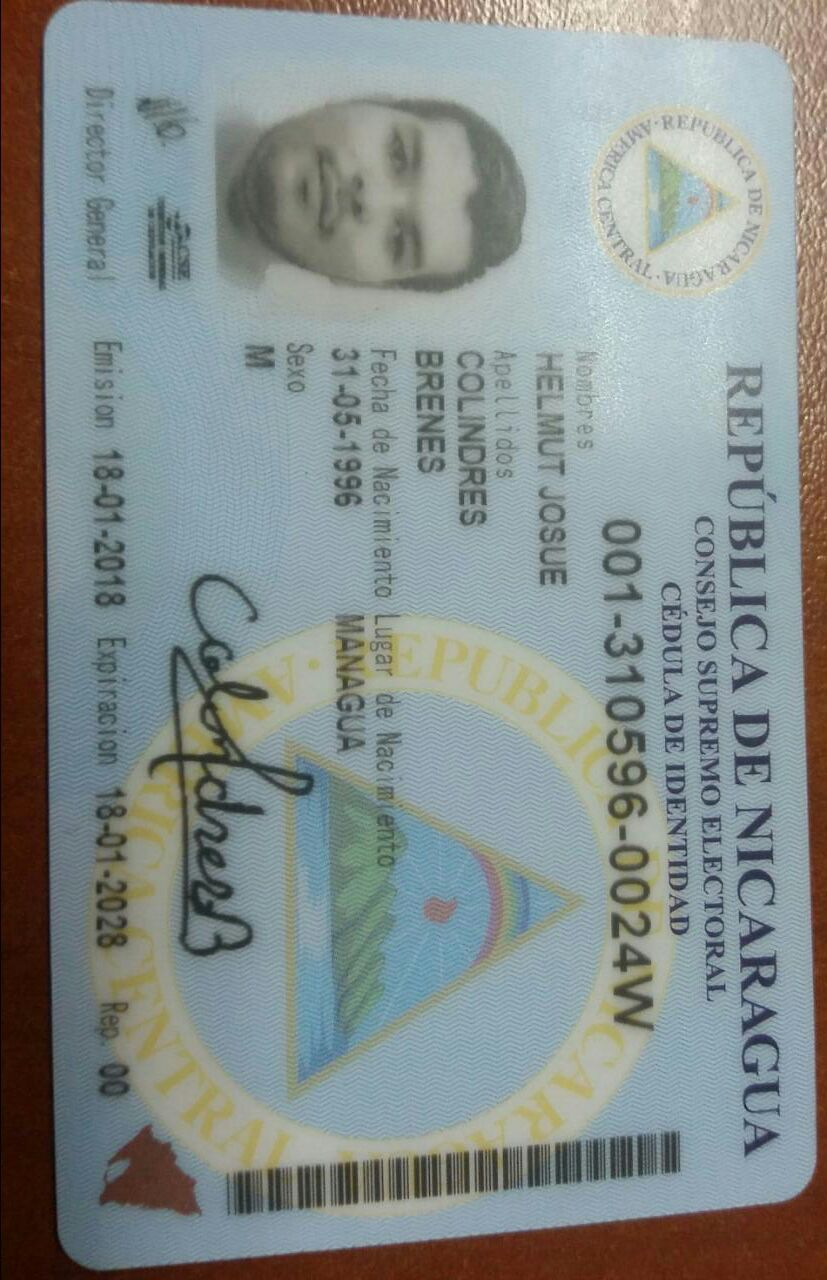 REPÚBLICA DE NICARAGUA
CONSEJO SUPREMO ELECTORAL
CÉDULA DE IDENTIDAD
001-310596-0024W
REPUBLICA DE NICARAGUA
AMERICA CENTRAL
Nombres
HELMUT JOSUE
Apellidos
COLINDRES
BRENES
Fecha de Nacimiento Lugar de Nacimiento
31-05-1996 MANAGUA
Sexo
M
REPUBLICA DE NICARAGUA
AMERICA CENTRAL
ColindresB
CSE
Director General
Emision 18-01-2018 Expiracion 18-01-2028 Rep. 00